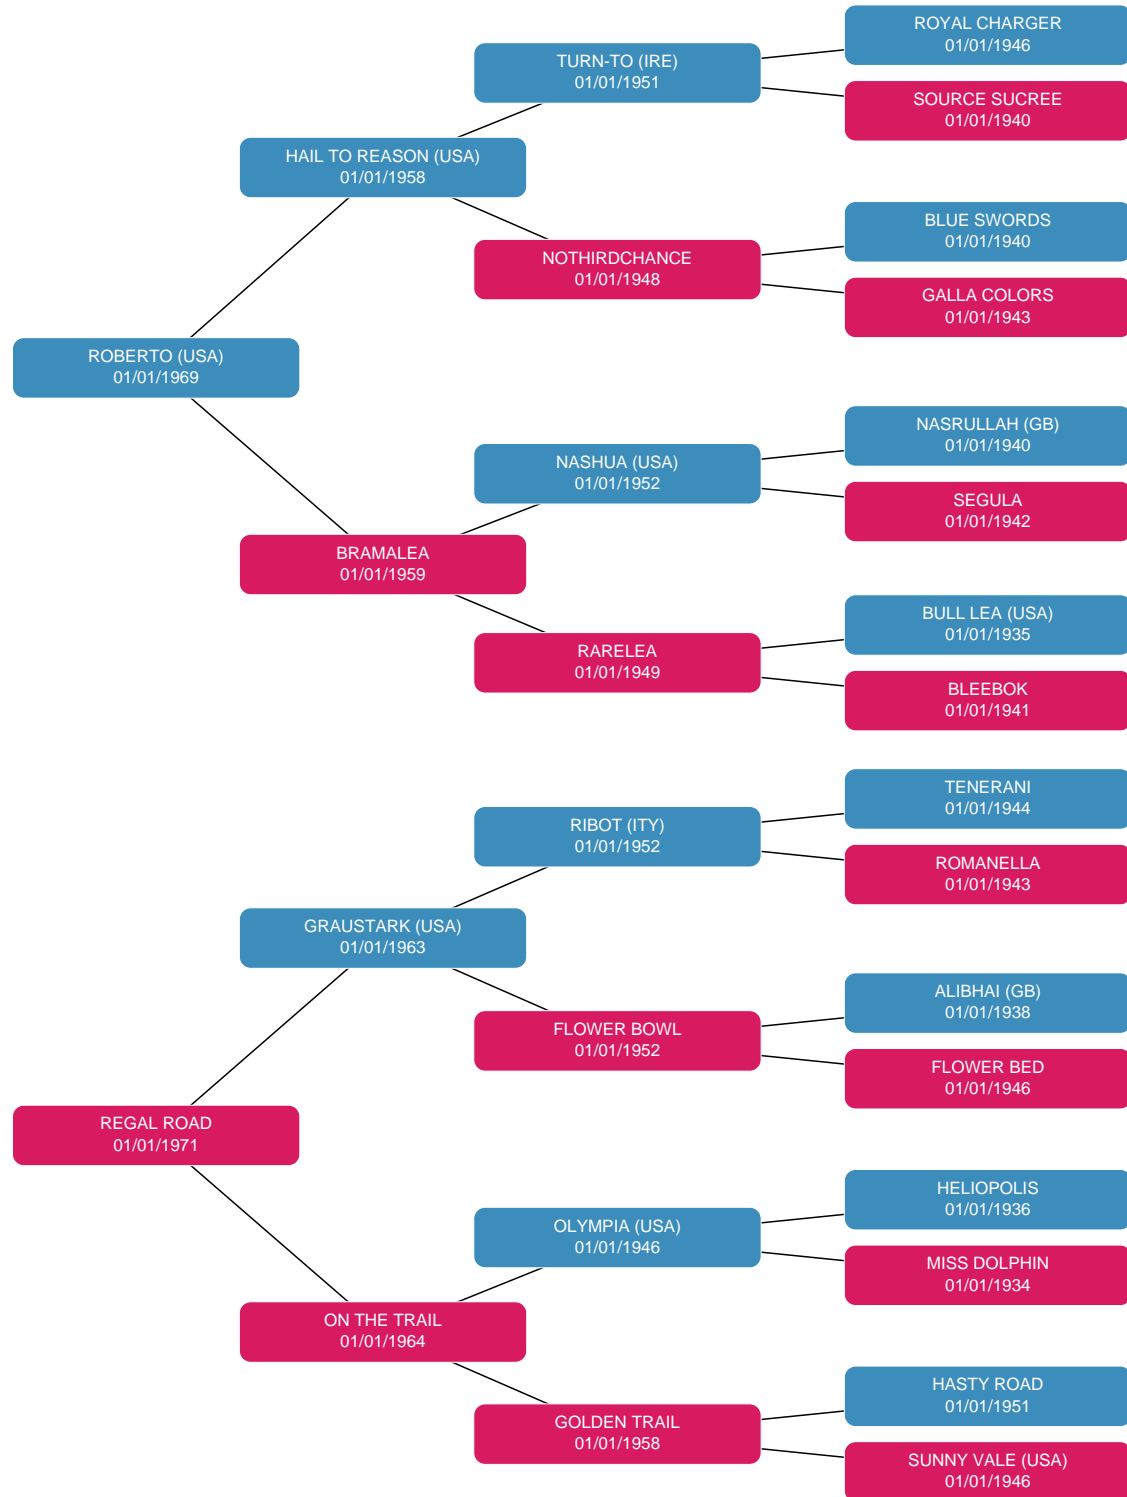 ROYAL CHARGER
01/01/1946
TURN-TO (IRE)
01/01/1951
SOURCE SUCREE
01/01/1940
HAIL TO REASON (USA)
01/01/1958
BLUE SWORDS
01/01/1940
NOTHIRDCHANCE
01/01/1948
GALLA COLORS
01/01/1943
ROBERTO (USA)
01/01/1969
NASRULLAH (GB)
01/01/1940
NASHUA (USA)
01/01/1952
SEGULA
01/01/1942
BRAMALEA
01/01/1959
BULL LEA (USA)
01/01/1935
RARELEA
01/01/1949
BLEEBOK
01/01/1941
TENERANI
01/01/1944
RIBOT (ITY)
01/01/1952
ROMANELLA
01/01/1943
GRAUSTARK (USA)
01/01/1963
ALIBHAI (GB)
01/01/1938
FLOWER BOWL
01/01/1952
FLOWER BED
01/01/1946
REGAL ROAD
01/01/1971
HELIOPOLIS
01/01/1936
OLYMPIA (USA)
01/01/1946
MISS DOLPHIN
01/01/1934
ON THE TRAIL
01/01/1964
HASTY ROAD
01/01/1951
GOLDEN TRAIL
01/01/1958
SUNNY VALE (USA)
01/01/1946